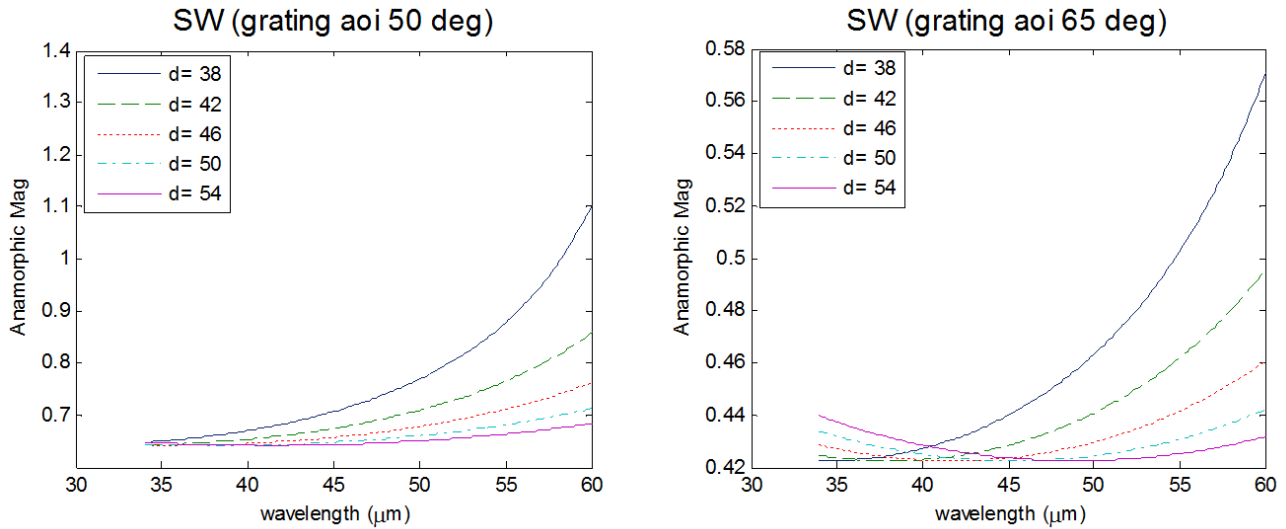 SW (grating aoi 50 deg)
1.4
1.3
1.2
1.1
1
0.9
0.8
0.7
Anamorphic Mag
d= 38
d= 42
d= 46
d= 50
d= 54
30 35 40 45 50 55 60
wavelength (μm)
SW (grating aoi 65 deg)
0.58
0.56
0.54
0.52
0.5
0.48
0.46
0.44
0.42
Anamorphic Mag
d= 38
d= 42
d= 46
d= 50
d= 54
30 35 40 45 50 55 60
wavelength (μm)